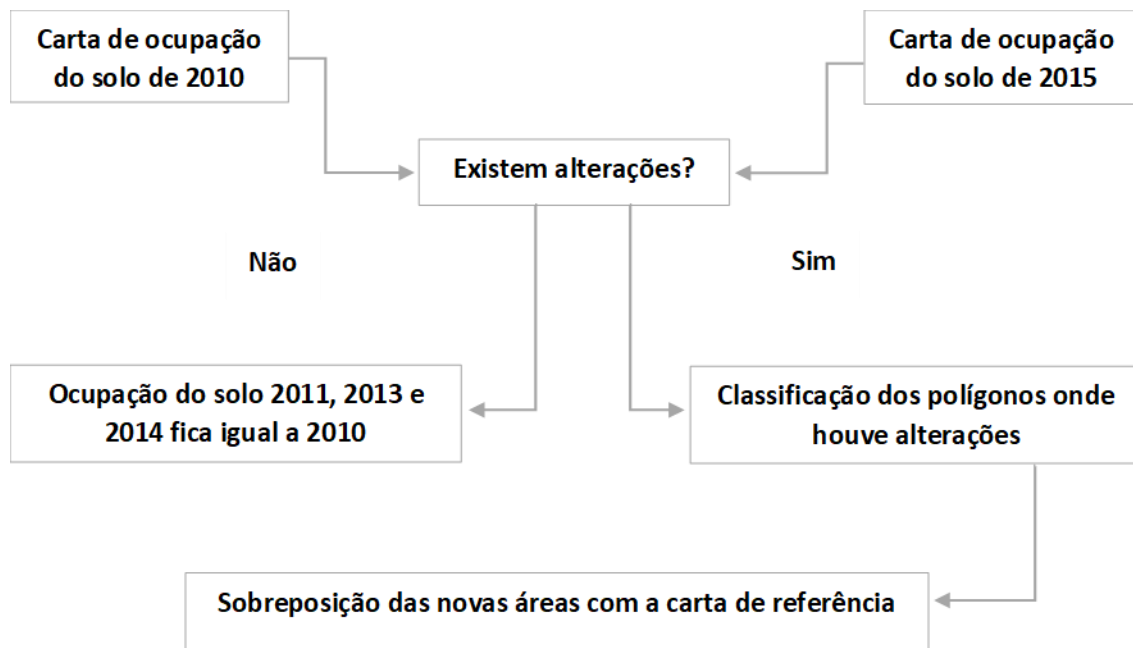 Carta de ocupação
do solo de 2010
Carta de ocupação
do solo de 2015
Existem alterações?
Não
Sim
Ocupação do solo 2011, 2013 e
2014 fica igual a 2010
Classificação dos polígonos onde
houve alterações
Sobreposição das novas áreas com a carta de referência